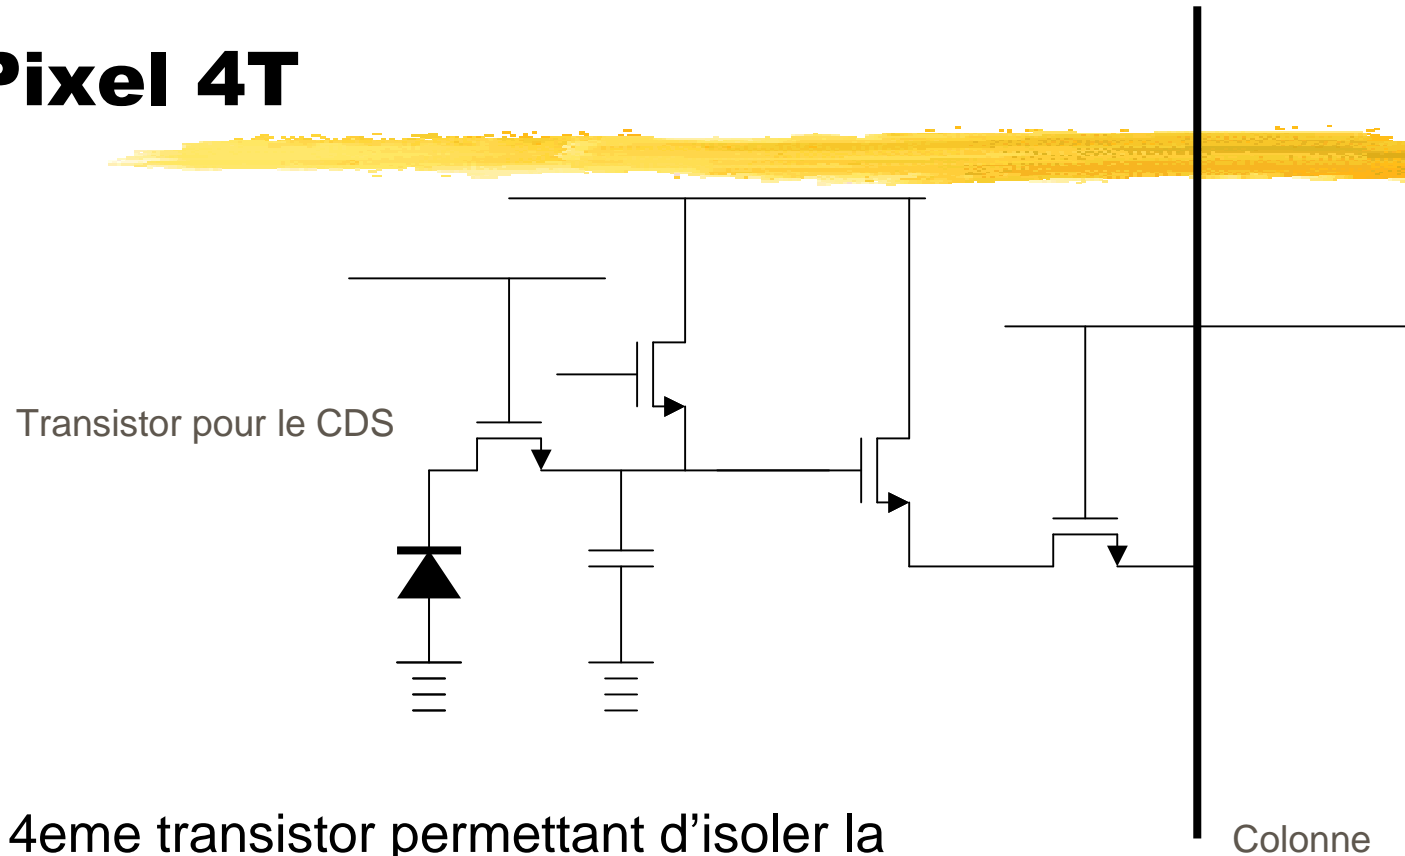 Pixel 4T
Transistor pour le CDS
4eme transistor permettant d'isoler la
Colonne